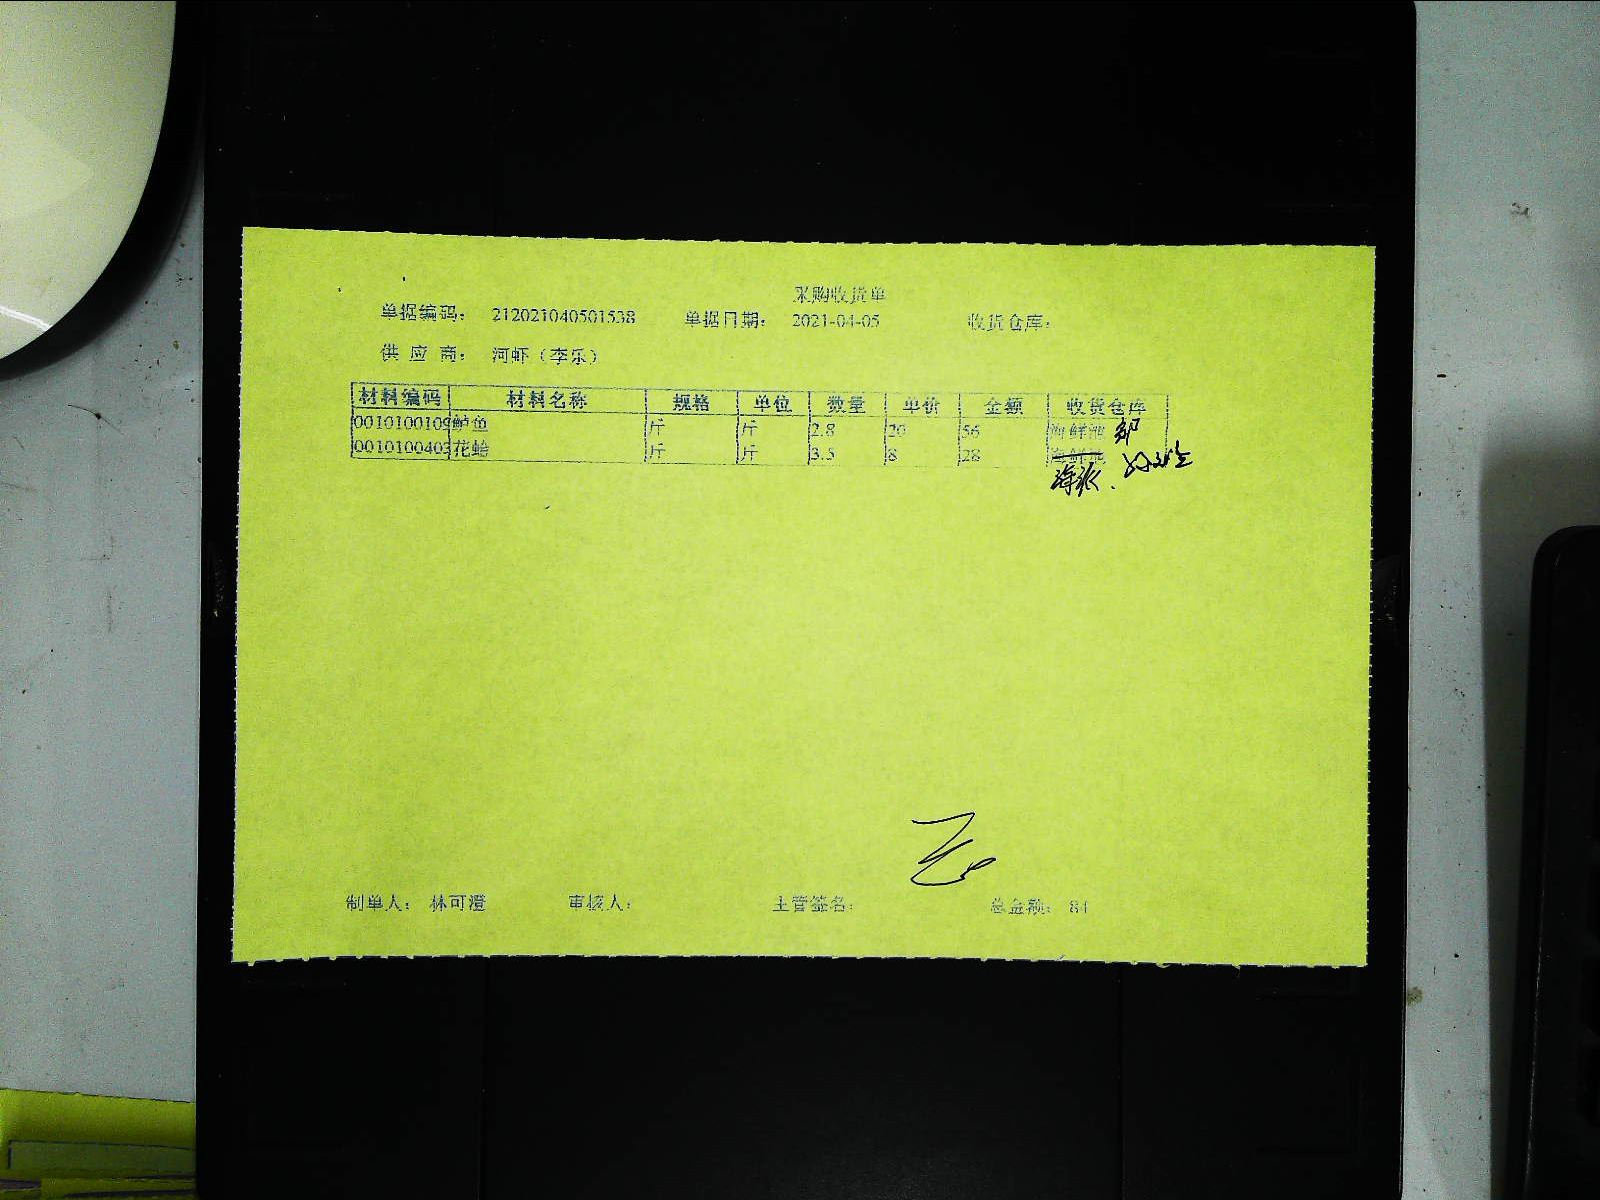 采购收货单
单据编码： 212021040501538 单据日期： 2021-04-05 收货仓库：
供 应 商： 河虾（李乐）
材料编码 材料名称 规格 单位 数量 单价 金额 收货仓库
0010100109 鲈鱼 斤 斤 2.8 20 56 海鲜池
0010100403 花蛤 斤 斤 3.5 8 28 海鲜池
制单人： 林可澄 审核人： 主管签名： 总金额： 84